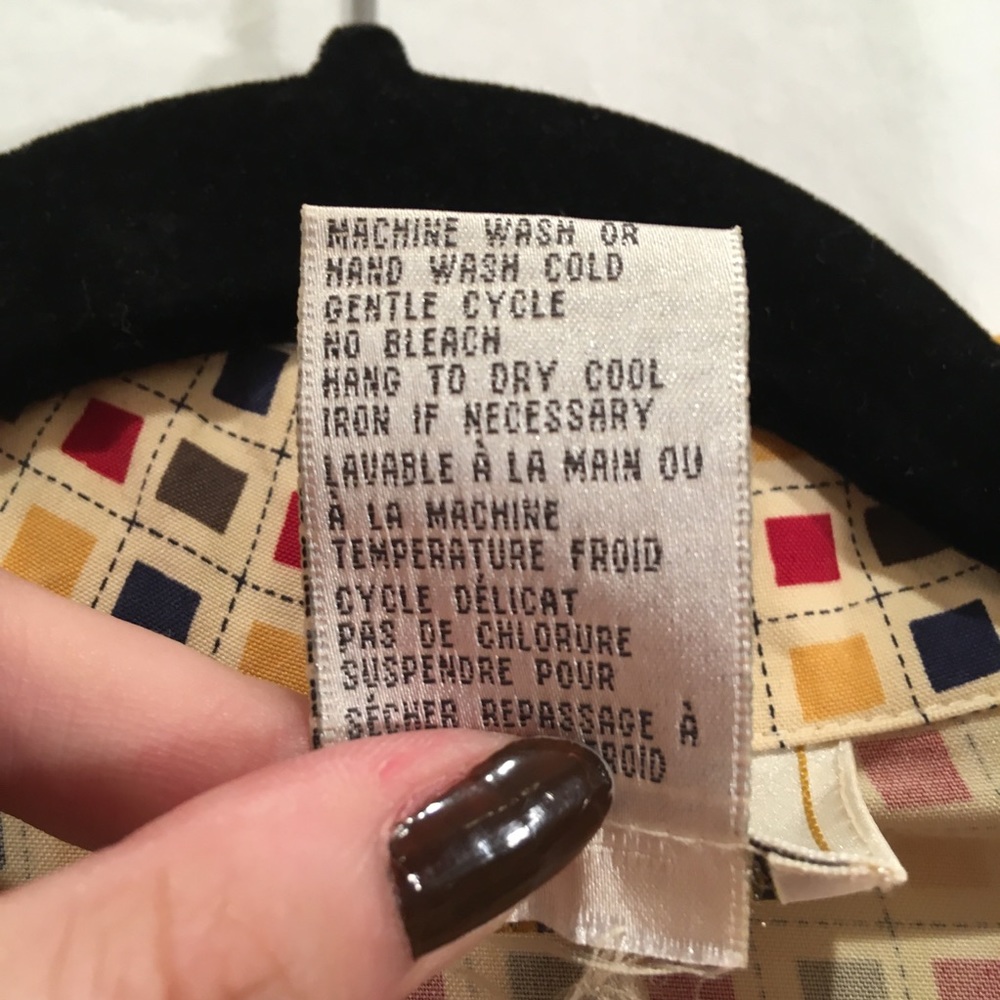 MACHINE WASH OR
HAND WASH COLD
GENTLE CYCLE
NO BLEACH
HANG TO DRY COOL
IRON IF NECESSARY
LAVABLE À LA MAIN OU
À LA MACHINE
TEMPERATURE FROID
CYCLE DÉLICAT
PAS DE CHLORURE
SUSPENDRE POUR
SÉCHER REPASSAGE À